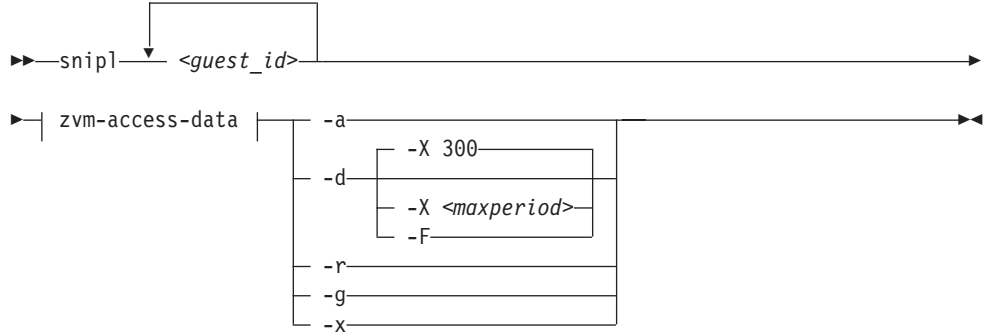 snipl <guest_id>
zvm-access-data -a
-X 300
-d
-X <maxperiod>
-F
-r
-g
-x